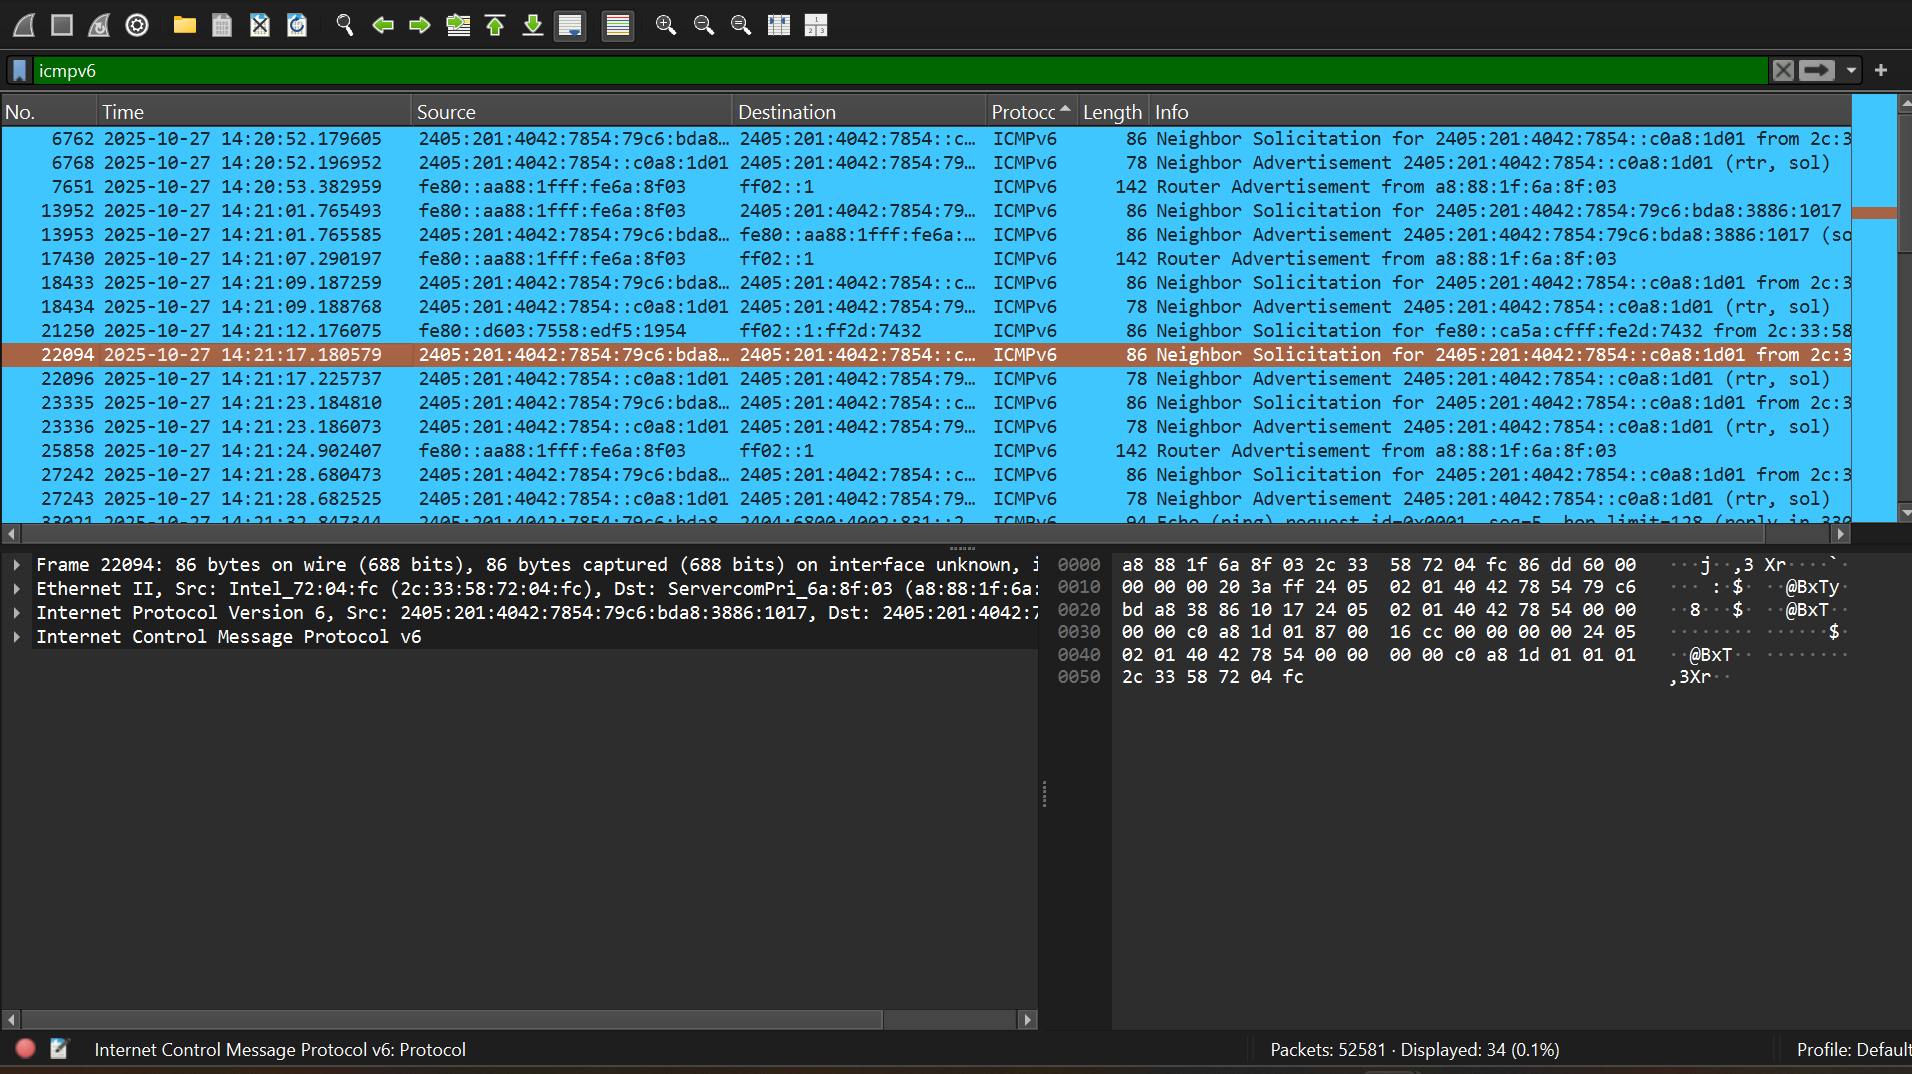 icmpv6
No. Time Source Destination Protocc Length Info
6762 2025-10-27 14:20:52.179605 2405:201:4042:7854:79c6:bda8… 2405:201:4042:7854::c… ICMPv6 86 Neighbor Solicitation for 2405:201:4042:7854::c0a8:1d01 from 2c:3
6768 2025-10-27 14:20:52.196952 2405:201:4042:7854::c0a8:1d01 2405:201:4042:7854:79… ICMPv6 78 Neighbor Advertisement 2405:201:4042:7854::c0a8:1d01 (rtr, sol)
7651 2025-10-27 14:20:53.382959 fe80::aa88:1fff:fe6a:8f03 ff02::1 ICMPv6 142 Router Advertisement from a8:88:1f:6a:8f:03
13952 2025-10-27 14:21:01.765493 fe80::aa88:1fff:fe6a:8f03 2405:201:4042:7854:79… ICMPv6 86 Neighbor Solicitation for 2405:201:4042:7854:79c6:bda8:3886:1017
13953 2025-10-27 14:21:01.765585 2405:201:4042:7854:79c6:bda8… fe80::aa88:1fff:fe6a:… ICMPv6 86 Neighbor Advertisement 2405:201:4042:7854:79c6:bda8:3886:1017 (so
17430 2025-10-27 14:21:07.290197 fe80::aa88:1fff:fe6a:8f03 ff02::1 ICMPv6 142 Router Advertisement from a8:88:1f:6a:8f:03
18433 2025-10-27 14:21:09.187259 2405:201:4042:7854:79c6:bda8… 2405:201:4042:7854::c… ICMPv6 86 Neighbor Solicitation for 2405:201:4042:7854::c0a8:1d01 from 2c:3
18434 2025-10-27 14:21:09.188768 2405:201:4042:7854::c0a8:1d01 2405:201:4042:7854:79… ICMPv6 78 Neighbor Advertisement 2405:201:4042:7854::c0a8:1d01 (rtr, sol)
21250 2025-10-27 14:21:12.176075 fe80::d603:7558:edf5:1954 ff02::1:ff2d:7432 ICMPv6 86 Neighbor Solicitation for fe80::ca5a:cfff:fe2d:7432 from 2c:33:58
22094 2025-10-27 14:21:17.180579 2405:201:4042:7854:79c6:bda8… 2405:201:4042:7854::c… ICMPv6 86 Neighbor Solicitation for 2405:201:4042:7854::c0a8:1d01 from 2c:3
22096 2025-10-27 14:21:17.225737 2405:201:4042:7854::c0a8:1d01 2405:201:4042:7854:79… ICMPv6 78 Neighbor Advertisement 2405:201:4042:7854::c0a8:1d01 (rtr, sol)
23335 2025-10-27 14:21:23.184810 2405:201:4042:7854:79c6:bda8… 2405:201:4042:7854::c… ICMPv6 86 Neighbor Solicitation for 2405:201:4042:7854::c0a8:1d01 from 2c:3
23336 2025-10-27 14:21:23.186073 2405:201:4042:7854::c0a8:1d01 2405:201:4042:7854:79… ICMPv6 78 Neighbor Advertisement 2405:201:4042:7854::c0a8:1d01 (rtr, sol)
25858 2025-10-27 14:21:24.902407 fe80::aa88:1fff:fe6a:8f03 ff02::1 ICMPv6 142 Router Advertisement from a8:88:1f:6a:8f:03
27242 2025-10-27 14:21:28.680473 2405:201:4042:7854:79c6:bda8… 2405:201:4042:7854::c… ICMPv6 86 Neighbor Solicitation for 2405:201:4042:7854::c0a8:1d01 from 2c:3
27243 2025-10-27 14:21:28.682525 2405:201:4042:7854::c0a8:1d01 2405:201:4042:7854:79… ICMPv6 78 Neighbor Advertisement 2405:201:4042:7854::c0a8:1d01 (rtr, sol)
33021 2025-10-27 14:21:32.847344 2405:201:4042:7854:79c6:bda8… 2404:6800:4002:831::2… ICMPv6 94 Echo (ping) request id=0x0001, seq=5, hop limit=128 (reply in 330
Frame 22094: 86 bytes on wire (688 bits), 86 bytes captured (688 bits) on interface unknown, i
Ethernet II, Src: Intel_72:04:fc (2c:33:58:72:04:fc), Dst: ServercomPri_6a:8f:03 (a8:88:1f:6a:
Internet Protocol Version 6, Src: 2405:201:4042:7854:79c6:bda8:3886:1017, Dst: 2405:201:4042:7
Internet Control Message Protocol v6
0000 a8 88 1f 6a 8f 03 2c 33 58 72 04 fc 86 dd 60 00 ···j··,3 Xr····`·
0010 00 00 00 20 3a ff 24 05 02 01 40 42 78 54 79 c6 ··· :·$· ··@BxTy·
0020 bd a8 38 86 10 17 24 05 02 01 40 42 78 54 00 00 ··8···$· ··@BxT··
0030 00 00 c0 a8 1d 01 87 00 16 cc 00 00 00 00 24 05 ········ ······$·
0040 02 01 40 42 78 54 00 00 00 00 c0 a8 1d 01 01 01 ··@BxT·· ········
0050 2c 33 58 72 04 fc ,3Xr··
Internet Control Message Protocol v6: Protocol
Packets: 52581 · Displayed: 34 (0.1%)
Profile: Default